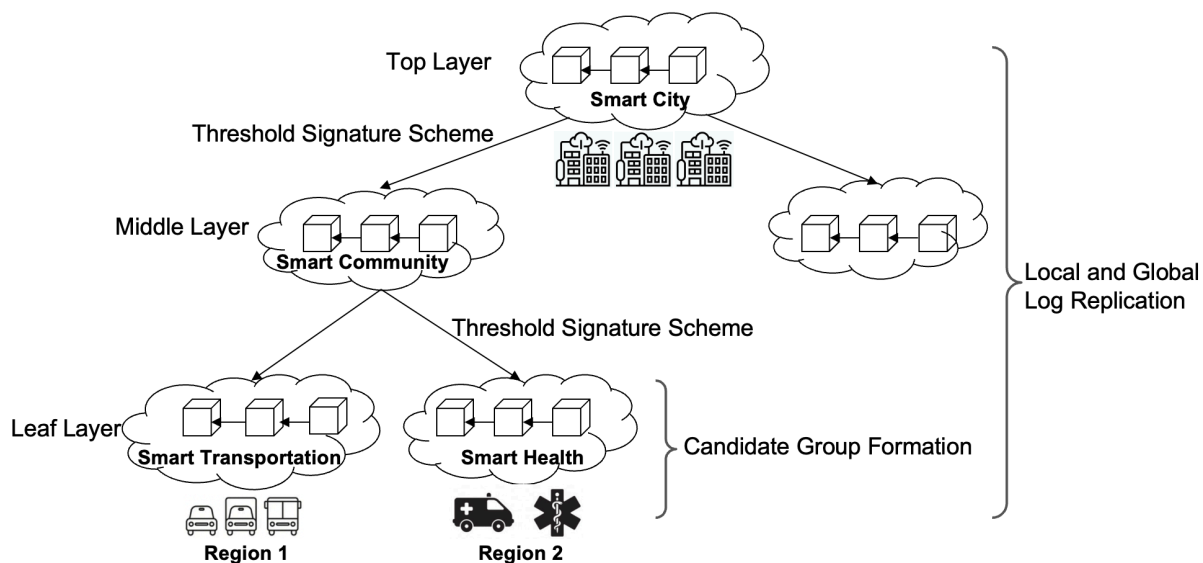 Top Layer
Smart City
Threshold Signature Scheme
Middle Layer
Smart Community
Local and Global
Log Replication
Threshold Signature Scheme
Leaf Layer
Smart Transportation
Smart Health
Candidate Group Formation
Region 1
Region 2